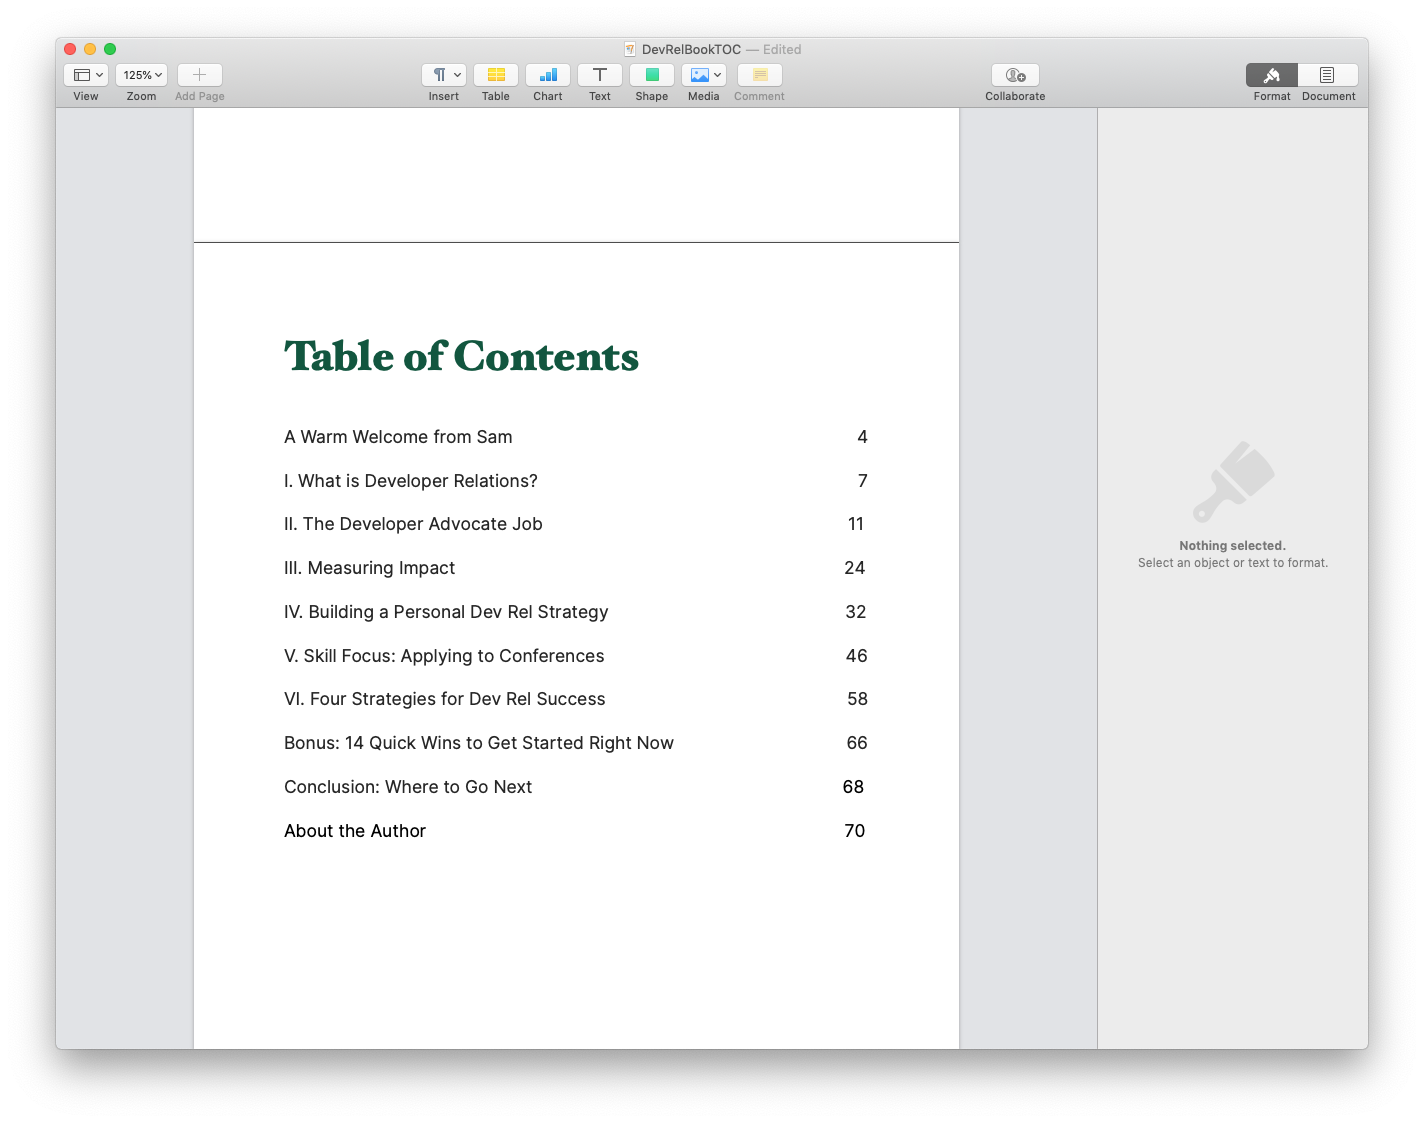 DevRelBookTOC — Edited
125%
View Zoom Add Page Insert Table Chart Text Shape Media Comment Collaborate Format Document
Table of Contents
A Warm Welcome from Sam 4
I. What is Developer Relations? 7
II. The Developer Advocate Job 11
III. Measuring Impact 24
IV. Building a Personal Dev Rel Strategy 32
V. Skill Focus: Applying to Conferences 46
VI. Four Strategies for Dev Rel Success 58
Bonus: 14 Quick Wins to Get Started Right Now 66
Conclusion: Where to Go Next 68
About the Author 70
Nothing selected.
Select an object or text to format.